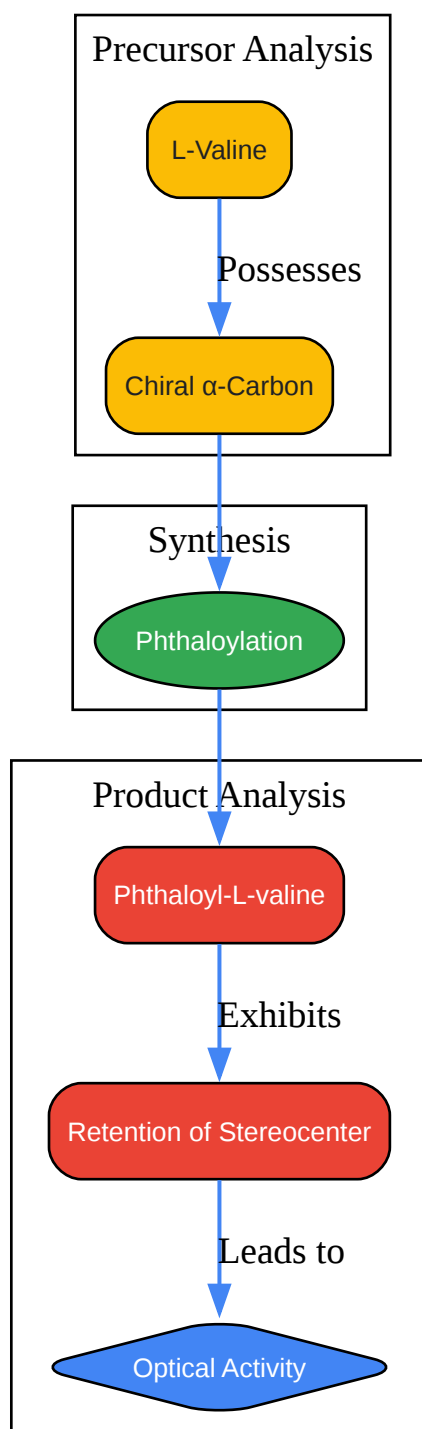 Precursor Analysis
L-Valine
Possesses
Chiral α-Carbon
Synthesis
Phthaloylation
Product Analysis
Phthaloyl-L-valine
Exhibits
Retention of Stereocenter
Leads to
Optical Activity